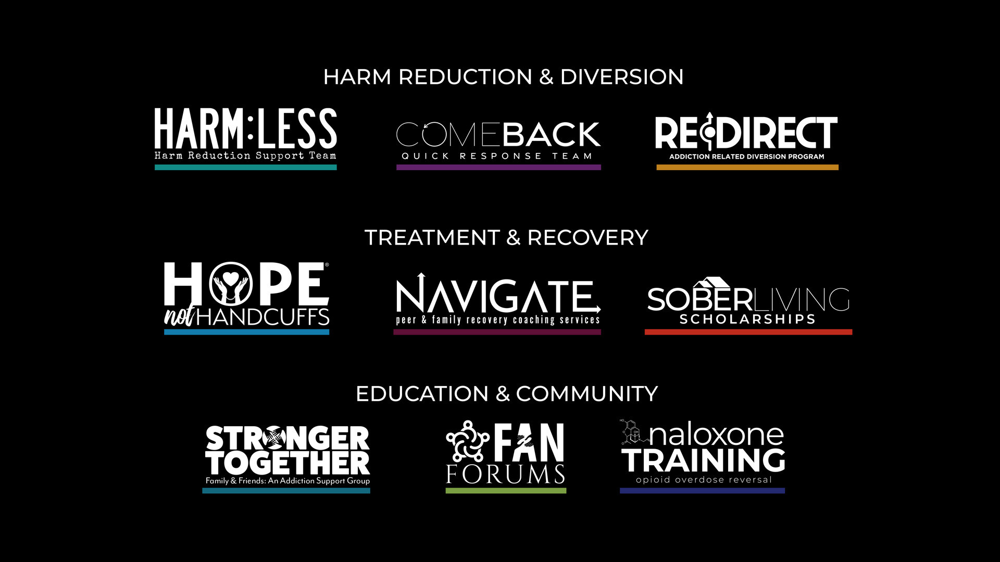 HARM REDUCTION & DIVERSION
HARM:LESS
Harm Reduction Support Team
COMEBACK
QUICK RESPONSE TEAM
REDIRECT
ADDICTION RELATED DIVERSION PROGRAM
TREATMENT & RECOVERY
HOPE®
not HANDCUFFS
NAVIGATE
peer & family recovery coaching services
SOBERLIVING
SCHOLARSHIPS
EDUCATION & COMMUNITY
STRONGER
TOGETHER
Family & Friends: An Addiction Support Group
FAN
FORUMS
HO
OH
O
O
N
naloxone
TRAINING
opioid overdose reversal